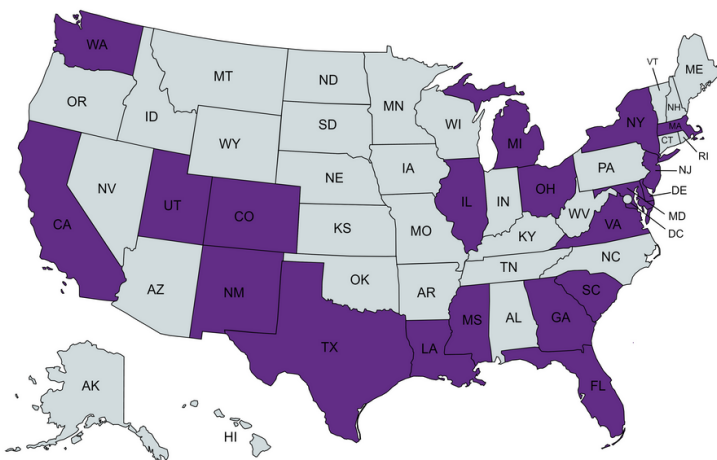 WA
MT
ND
MN
VT
ME
OR
ID
SD
WI
NH
WY
MI
NY
MA
CT
RI
NE
IA
PA
NJ
NV
UT
CO
IL
IN
OH
DE
CA
KS
MO
WV
VA
MD
KY
DC
AZ
NM
OK
AR
TN
NC
SC
TX
LA
MS
AL
GA
FL
AK
HI